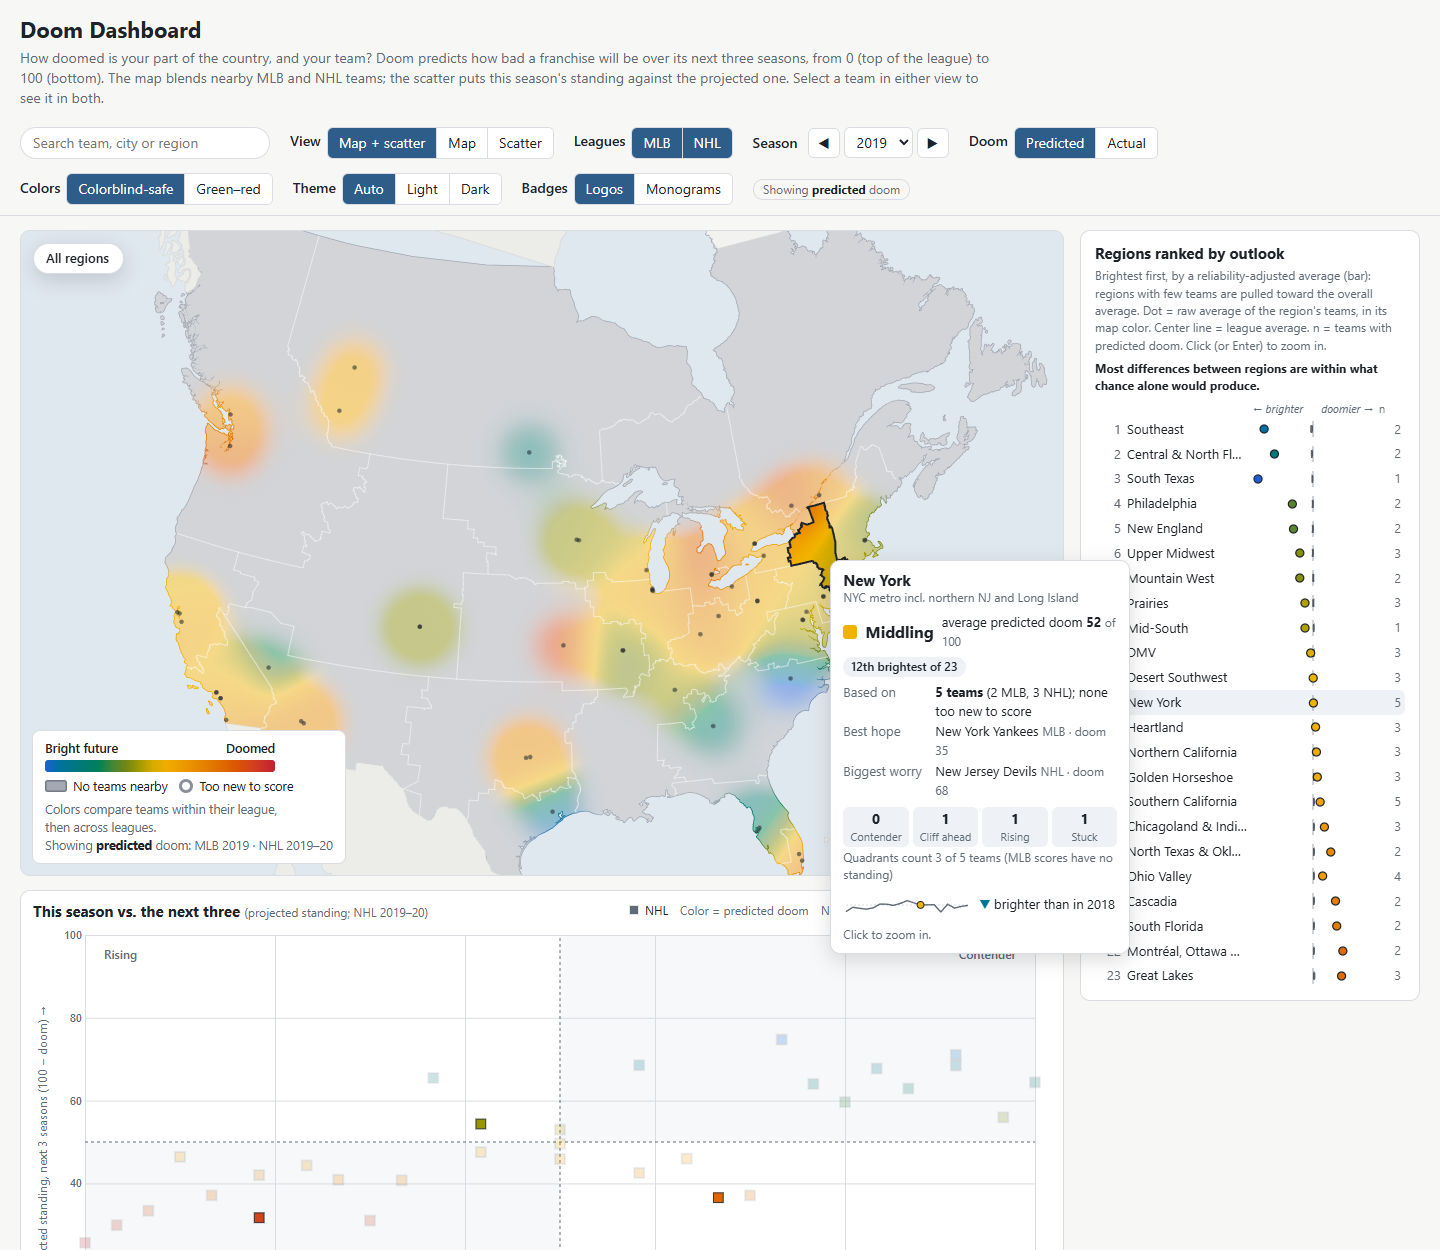 Doom Dashboard
How doomed is your part of the country, and your team? Doom predicts how bad a franchise will be over its next three seasons, from 0 (top of the league) to
100 (bottom). The map blends nearby MLB and NHL teams; the scatter puts this season's standing against the projected one. Select a team in either view to
see it in both.
Search team, city or region
View Map + scatter Map Scatter
Leagues MLB NHL
Season ◀ 2019 ▶
Doom Predicted Actual
Colors Colorblind-safe Green–red
Theme Auto Light Dark
Badges Logos Monograms
Showing predicted doom
All regions
Bright future Doomed
No teams nearby Too new to score
Colors compare teams within their league,
then across leagues.
Showing predicted doom: MLB 2019 · NHL 2019–20
New York
NYC metro incl. northern NJ and Long Island
Middling average predicted doom 52 of
100
12th brightest of 23
Based on 5 teams (2 MLB, 3 NHL); none
too new to score
Best hope New York Yankees MLB · doom
35
Biggest worry New Jersey Devils NHL · doom
68
0 1 1 1
Contender Cliff ahead Rising Stuck
Quadrants count 3 of 5 teams (MLB scores have no
standing)
▼ brighter than in 2018
Click to zoom in.
Regions ranked by outlook
Brightest first, by a reliability-adjusted average (bar):
regions with few teams are pulled toward the overall
average. Dot = raw average of the region's teams, in its
map color. Center line = league average. n = teams with
predicted doom. Click (or Enter) to zoom in.
Most differences between regions are within what
chance alone would produce.
← brighter doomier → n
1 Southeast 2
2 Central & North Fl... 2
3 South Texas 1
4 Philadelphia 2
5 New England 2
6 Upper Midwest 3
Mountain West 2
Prairies 3
Mid-South 1
DMV 3
Desert Southwest 3
New York 5
Heartland 3
Northern California 3
Golden Horseshoe 3
Southern California 5
Chicagoland & Indi... 3
North Texas & Okl... 2
Ohio Valley 4
Cascadia 2
South Florida 2
Montréal, Ottawa ... 2
23 Great Lakes 3
This season vs. the next three (projected standing; NHL 2019–20)
NHL Color = predicted doom N
100
80
60
40
Rising
Contender
standing, next 3 seasons (100 − doom) →